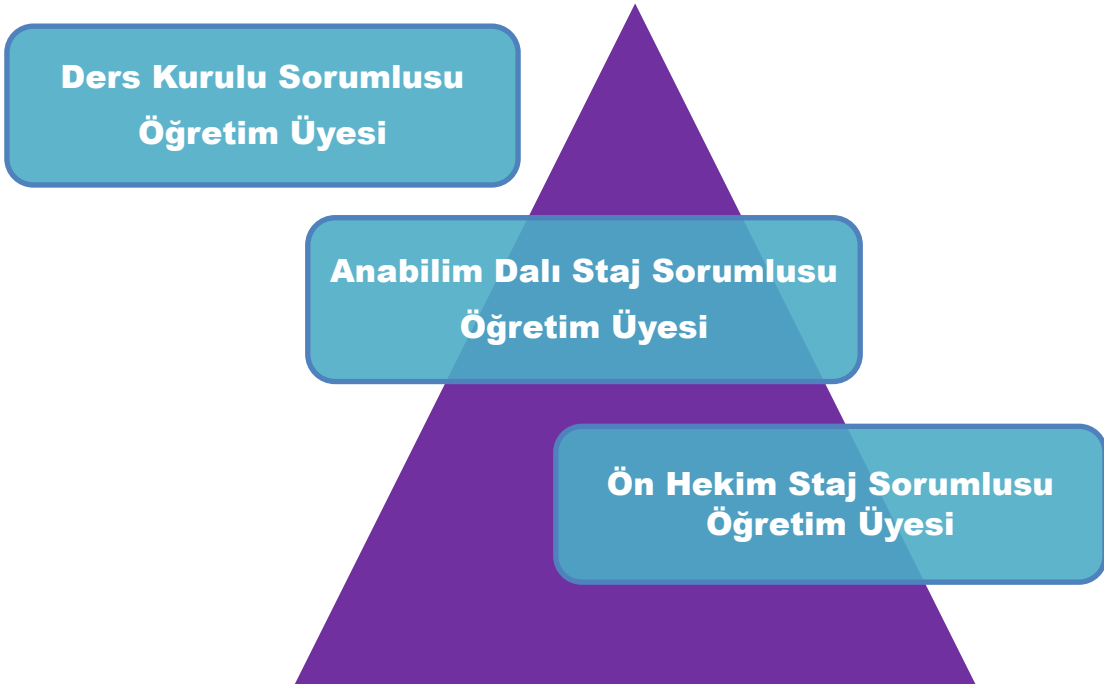 Ders Kurulu Sorumlusu
Öğretim Üyesi
Anabilim Dalı Staj Sorumlusu
Öğretim Üyesi
Ön Hekim Staj Sorumlusu
Öğretim Üyesi